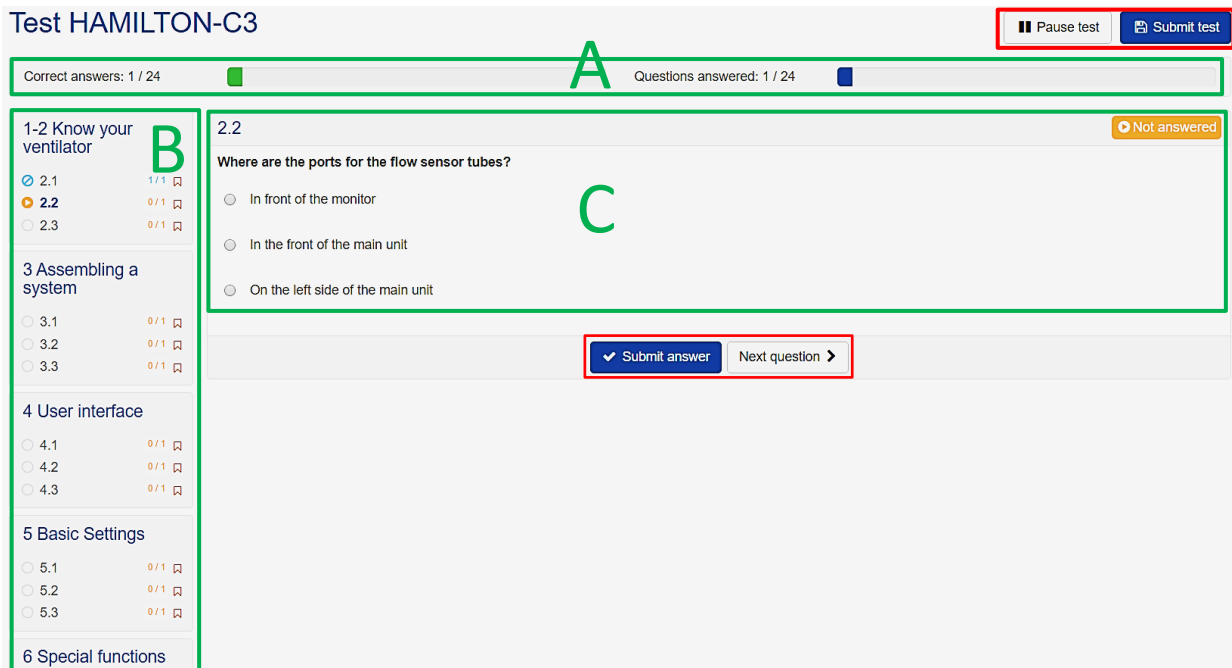 Test HAMILTON-C3
Pause test
Submit test
A
Correct answers: 1 / 24
Questions answered: 1 / 24
B
1-2 Know your
ventilator
2.1 1 / 1
2.2 0 / 1
2.3 0 / 1
3 Assembling a
system
3.1 0 / 1
3.2 0 / 1
3.3 0 / 1
4 User interface
4.1 0 / 1
4.2 0 / 1
4.3 0 / 1
5 Basic Settings
5.1 0 / 1
5.2 0 / 1
5.3 0 / 1
6 Special functions
2.2
Not answered
Where are the ports for the flow sensor tubes?
C
In front of the monitor
In the front of the main unit
On the left side of the main unit
Submit answer
Next question